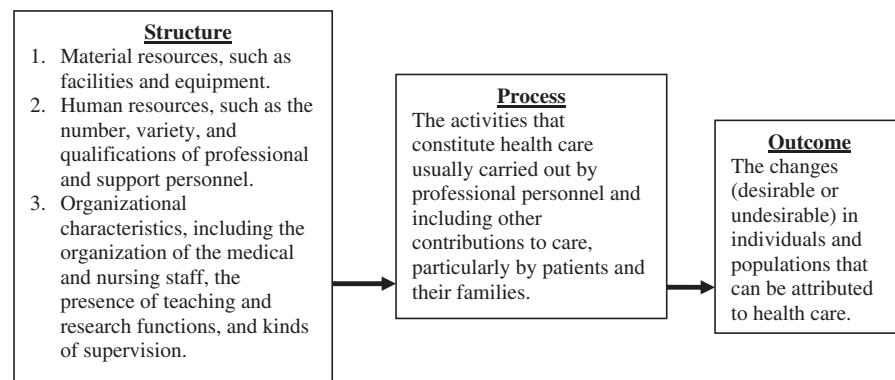 Structure
1. Material resources, such as
facilities and equipment.
2. Human resources, such as the
number, variety, and
qualifications of professional
and support personnel.
3. Organizational
characteristics, including the
organization of the medical
and nursing staff, the
presence of teaching and
research functions, and kinds
of supervision.
Process
The activities that
constitute health care
usually carried out by
professional personnel and
including other
contributions to care,
particularly by patients and
their families.
Outcome
The changes
(desirable or
undesirable) in
individuals and
populations that
can be attributed
to health care.